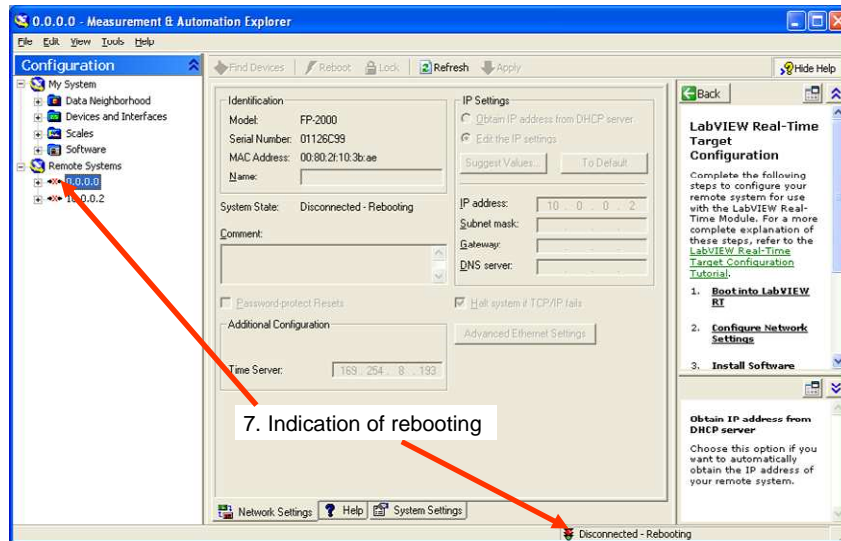 0.0.0.0 - Measurement & Automation Explorer
File Edit View Tools Help
Configuration
My System
Data Neighborhood
Devices and Interfaces
Scales
Software
Remote Systems
0.0.0.0
10.0.0.2
Find Devices Reboot Lock Refresh Apply
Hide Help
Identification
Model: FP-2000
Serial Number: 01126C99
MAC Address: 00:80:2f:10:3b:ae
Name:
System State: Disconnected - Rebooting
Comment:
Password-protect Resets
Additional Configuration
Time Server: 169 . 254 . 8 . 193
IP Settings
Obtain IP address from DHCP server
Edit the IP settings
Suggest Values... To Default
IP address: 10 . 0 . 0 . 2
Subnet mask:
Gateway:
DNS server:
Halt system if TCP/IP fails
Advanced Ethernet Settings
7. Indication of rebooting
Network Settings Help System Settings
Back
LabVIEW Real-Time
Target
Configuration
Complete the following
steps to configure your
remote system for use
with the LabVIEW Real-
Time Module. For a more
complete explanation of
these steps, refer to the
LabVIEW Real-Time
Target Configuration
Tutorial.
1. Boot into LabVIEW
RT
2. Configure Network
Settings
3. Install Software
Obtain IP address from
DHCP server
Choose this option if you
want to automatically
obtain the IP address of
your remote system.
Disconnected - Rebooting